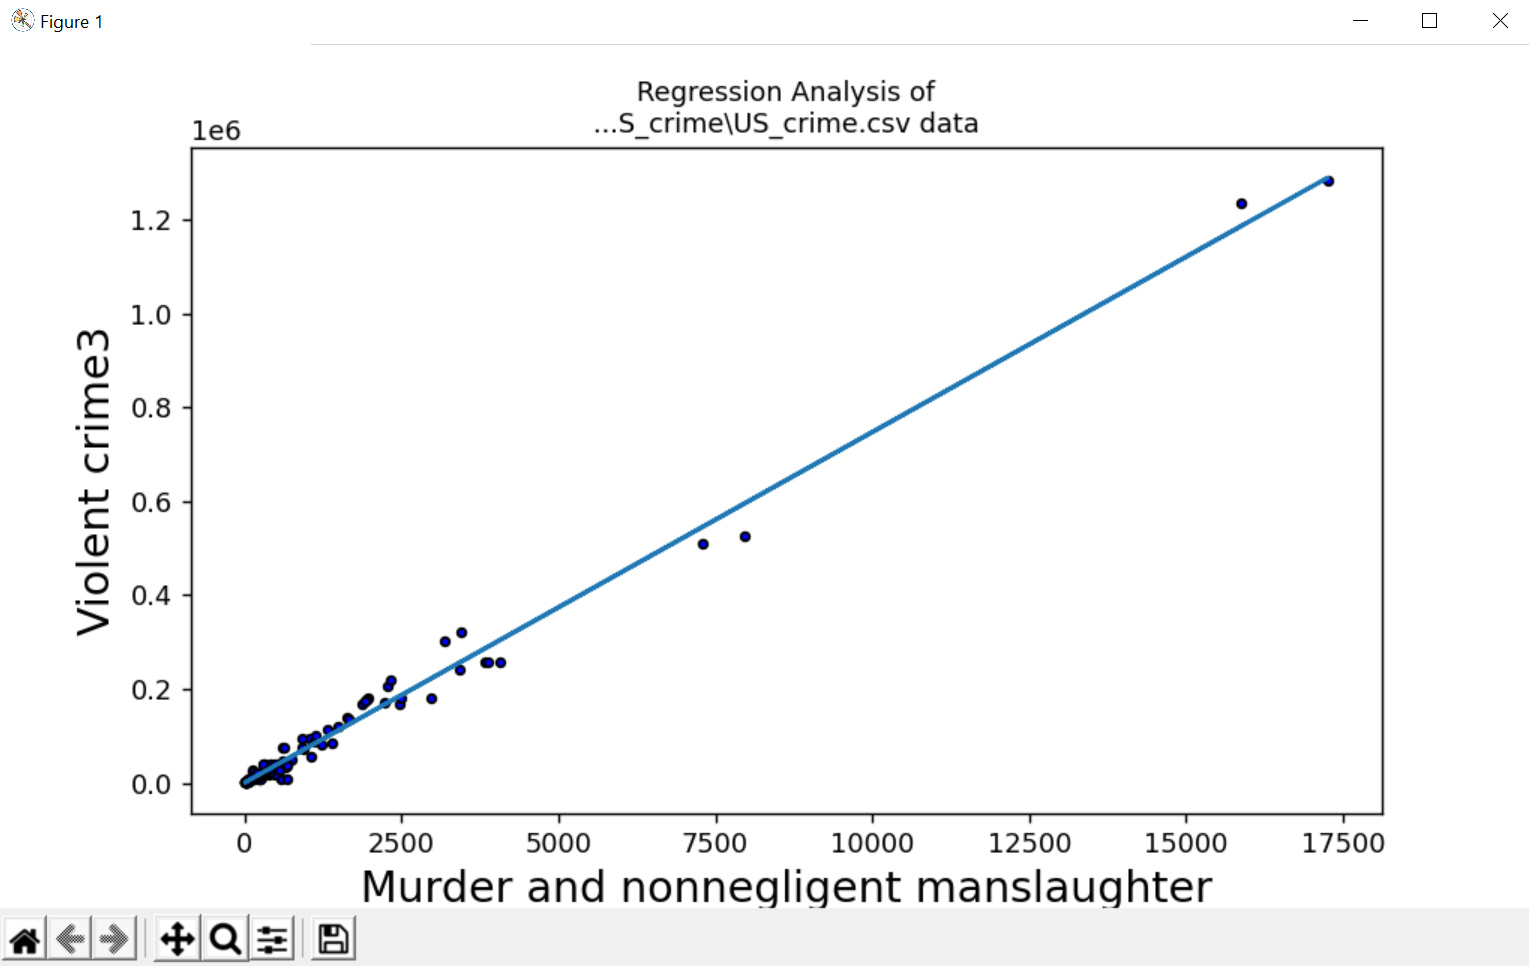 Figure 1
Regression Analysis of
...S_crime\US_crime.csv data
1e6
1.2
1.0
0.8
0.6
0.4
0.2
0.0
Violent crime3
0 2500 5000 7500 10000 12500 15000 17500
Murder and nonnegligent manslaughter